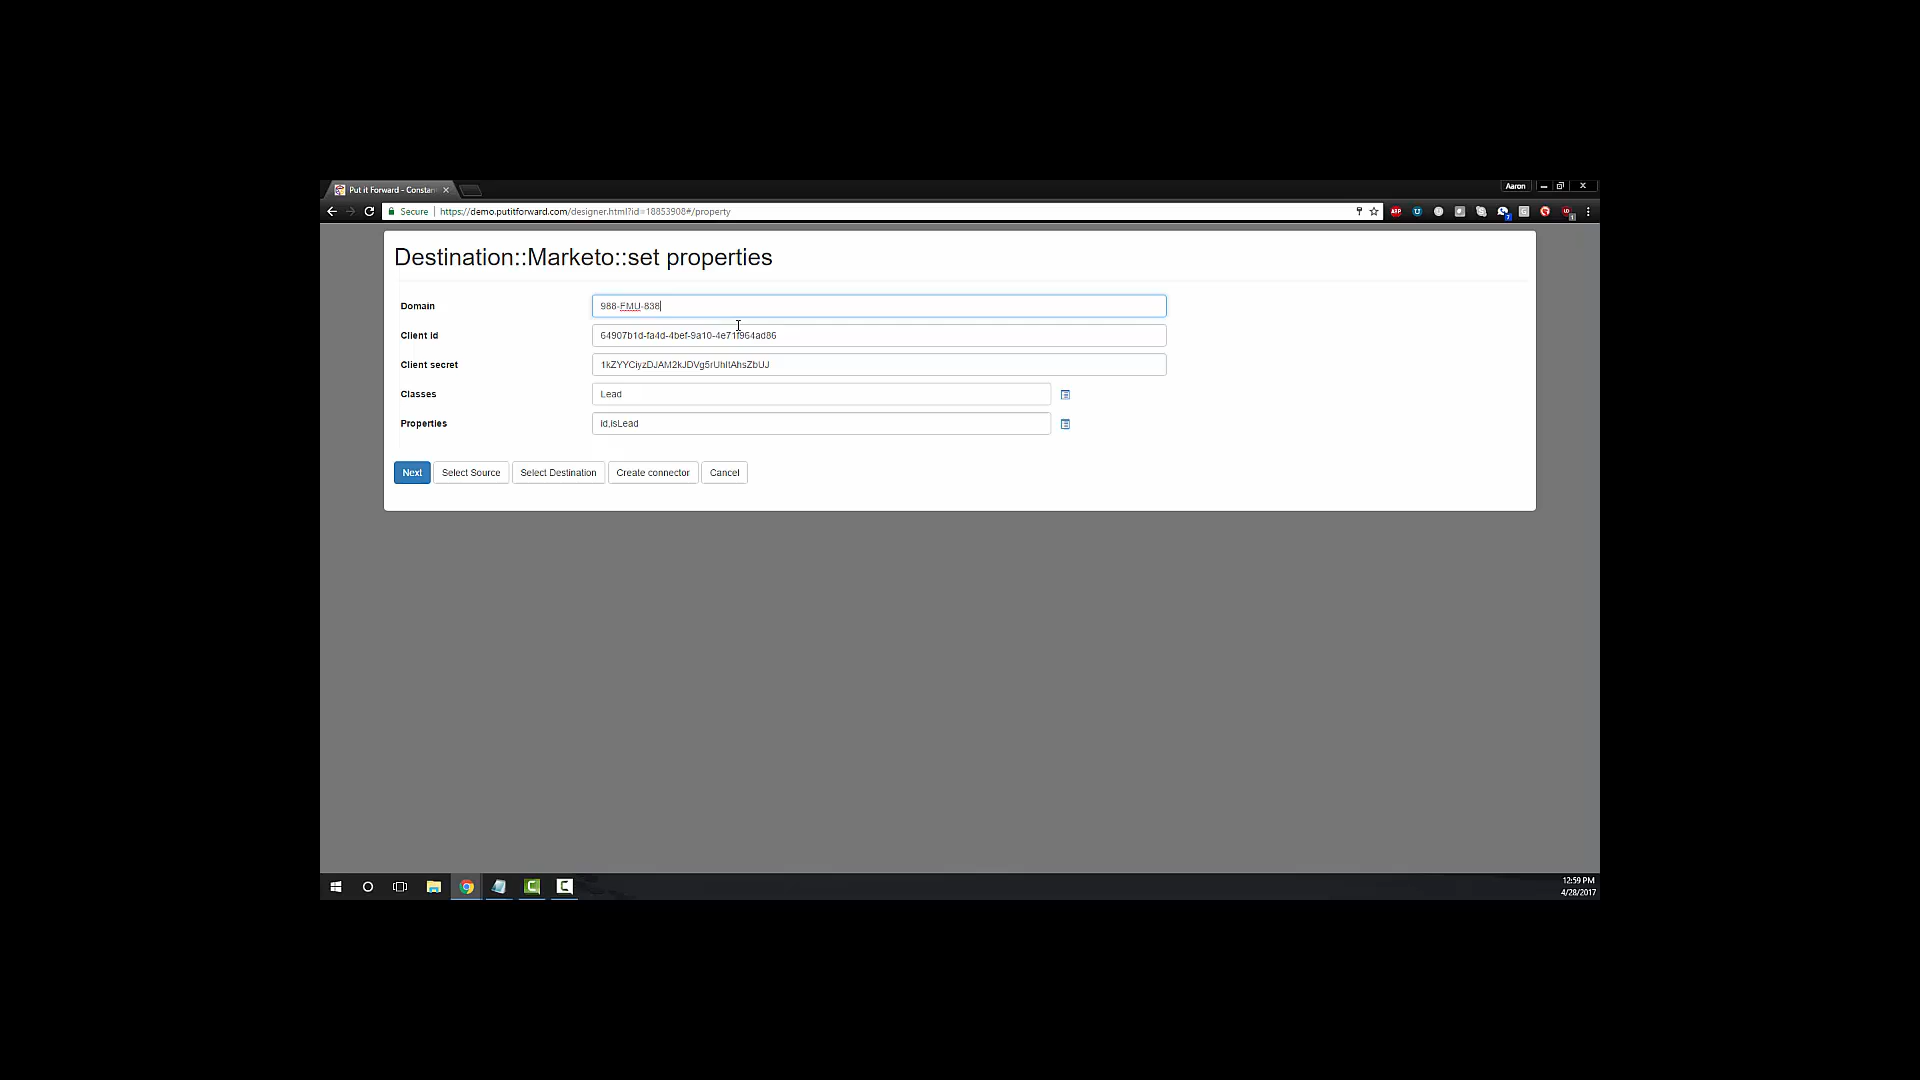 Put it Forward - Constan
Aaron
Secure
https://demo.putitforward.com/designer.html?id=18853908#/property
Destination::Marketo::set properties
Domain
988-FMU-838
Client id
64907b1d-fa4d-4bef-9a10-4e71f964ad86
Client secret
Classes
Lead
Properties
id,isLead
Next
Select Source
Select Destination
Create connector
Cancel
12:59 PM
4/28/2017